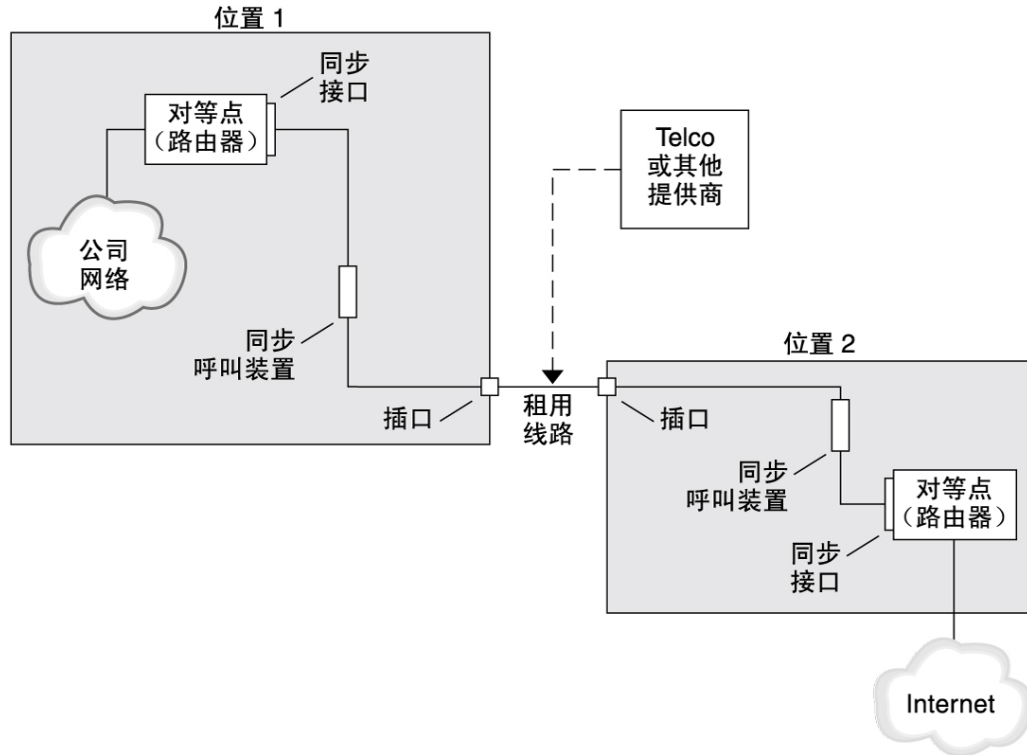 位置 1
同步
接口
对等点
（路由器）
公司
网络
同步
呼叫装置
插口
Telco
或其他
提供商
租用
线路
位置 2
插口
同步
呼叫装置
对等点
（路由器）
同步
接口
Internet